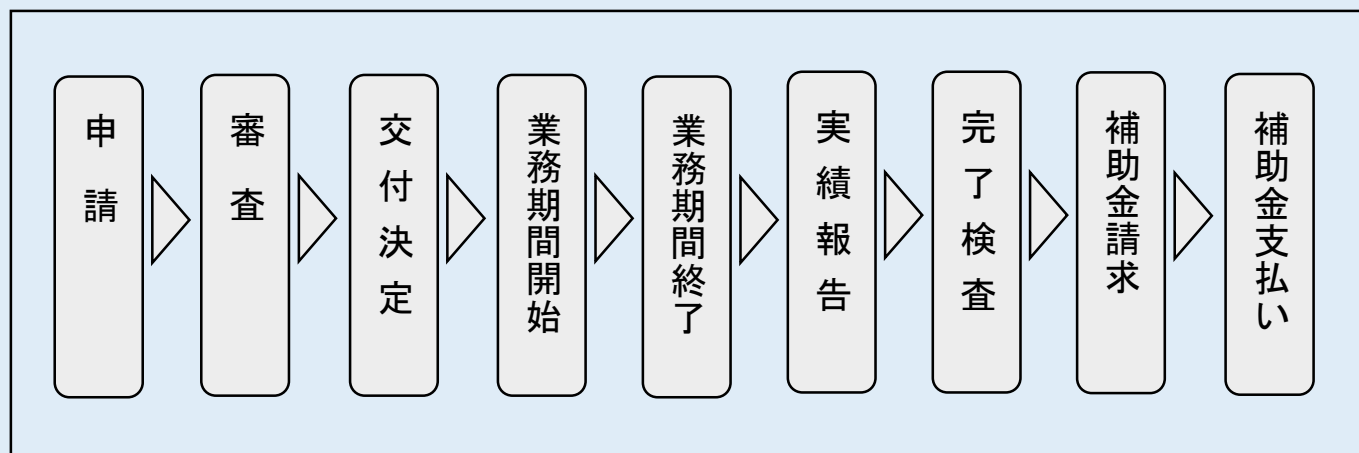 申請
審査
交付決定
業務期間開始
業務期間終了
実績報告
完了検査
補助金請求
補助金支払い